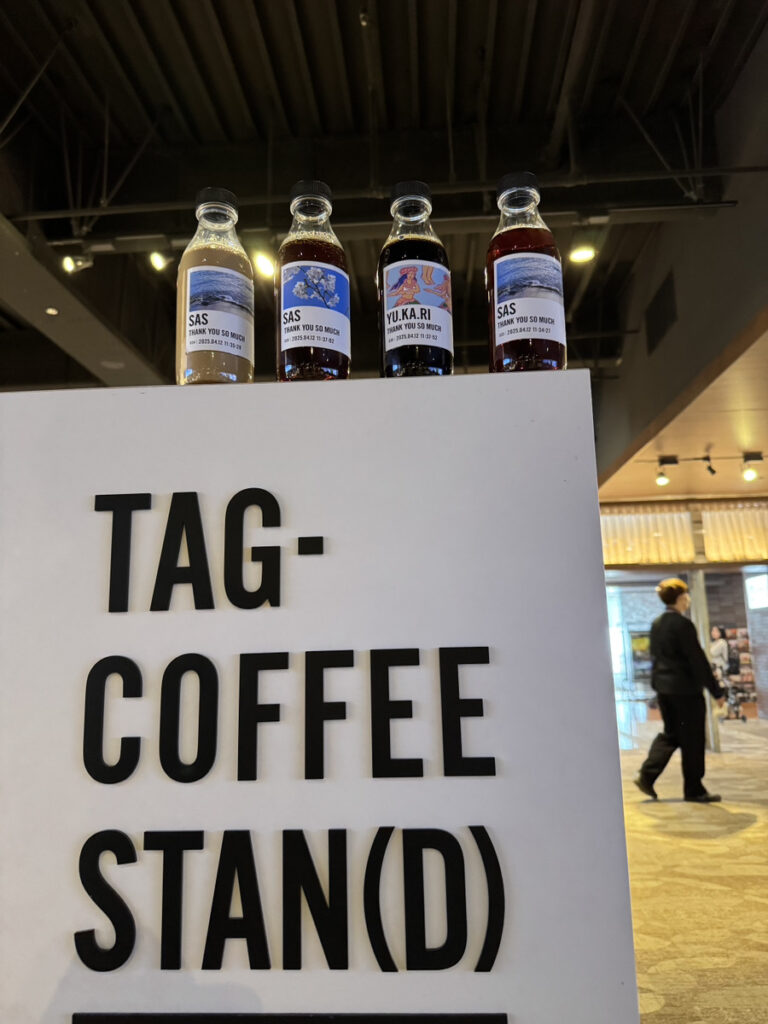 SAS
THANK YOU SO MUCH
SAS
THANK YOU SO MUCH
YU.KA.RI
THANK YOU SO MUCH
SAS
THANK YOU SO MUCH
TAG-
COFFEE
STAN(D)